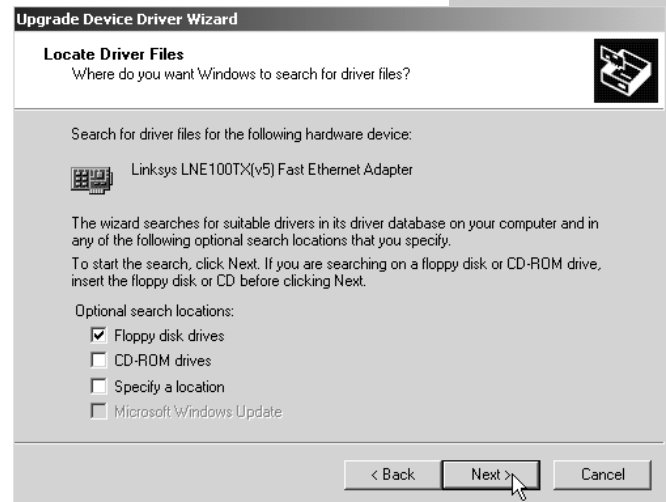 Upgrade Device Driver Wizard
Locate Driver Files
Where do you want Windows to search for driver files?
Search for driver files for the following hardware device:
Linksys LNE100TX(v5) Fast Ethernet Adapter
The wizard searches for suitable drivers in its driver database on your computer and in
any of the following optional search locations that you specify.
To start the search, click Next. If you are searching on a floppy disk or CD-ROM drive,
insert the floppy disk or CD before clicking Next.
Optional search locations:
Floppy disk drives
CD-ROM drives
Specify a location
Microsoft Windows Update
< Back Next > Cancel